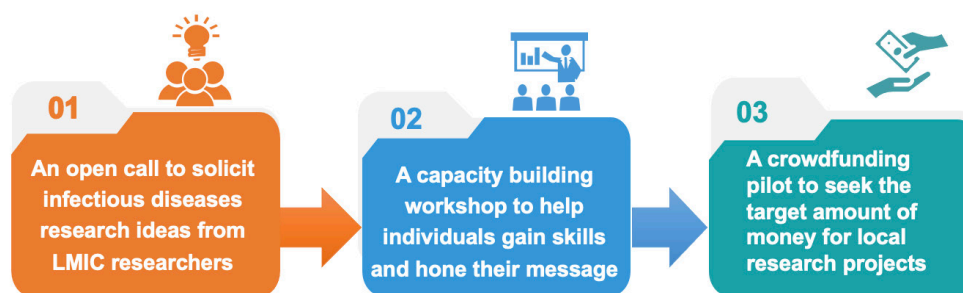 01
An open call to solicit
infectious diseases
research ideas from
LMIC researchers
02
A capacity building
workshop to help
individuals gain skills
and hone their message
03
A crowdfunding
pilot to seek the
target amount of
money for local
research projects